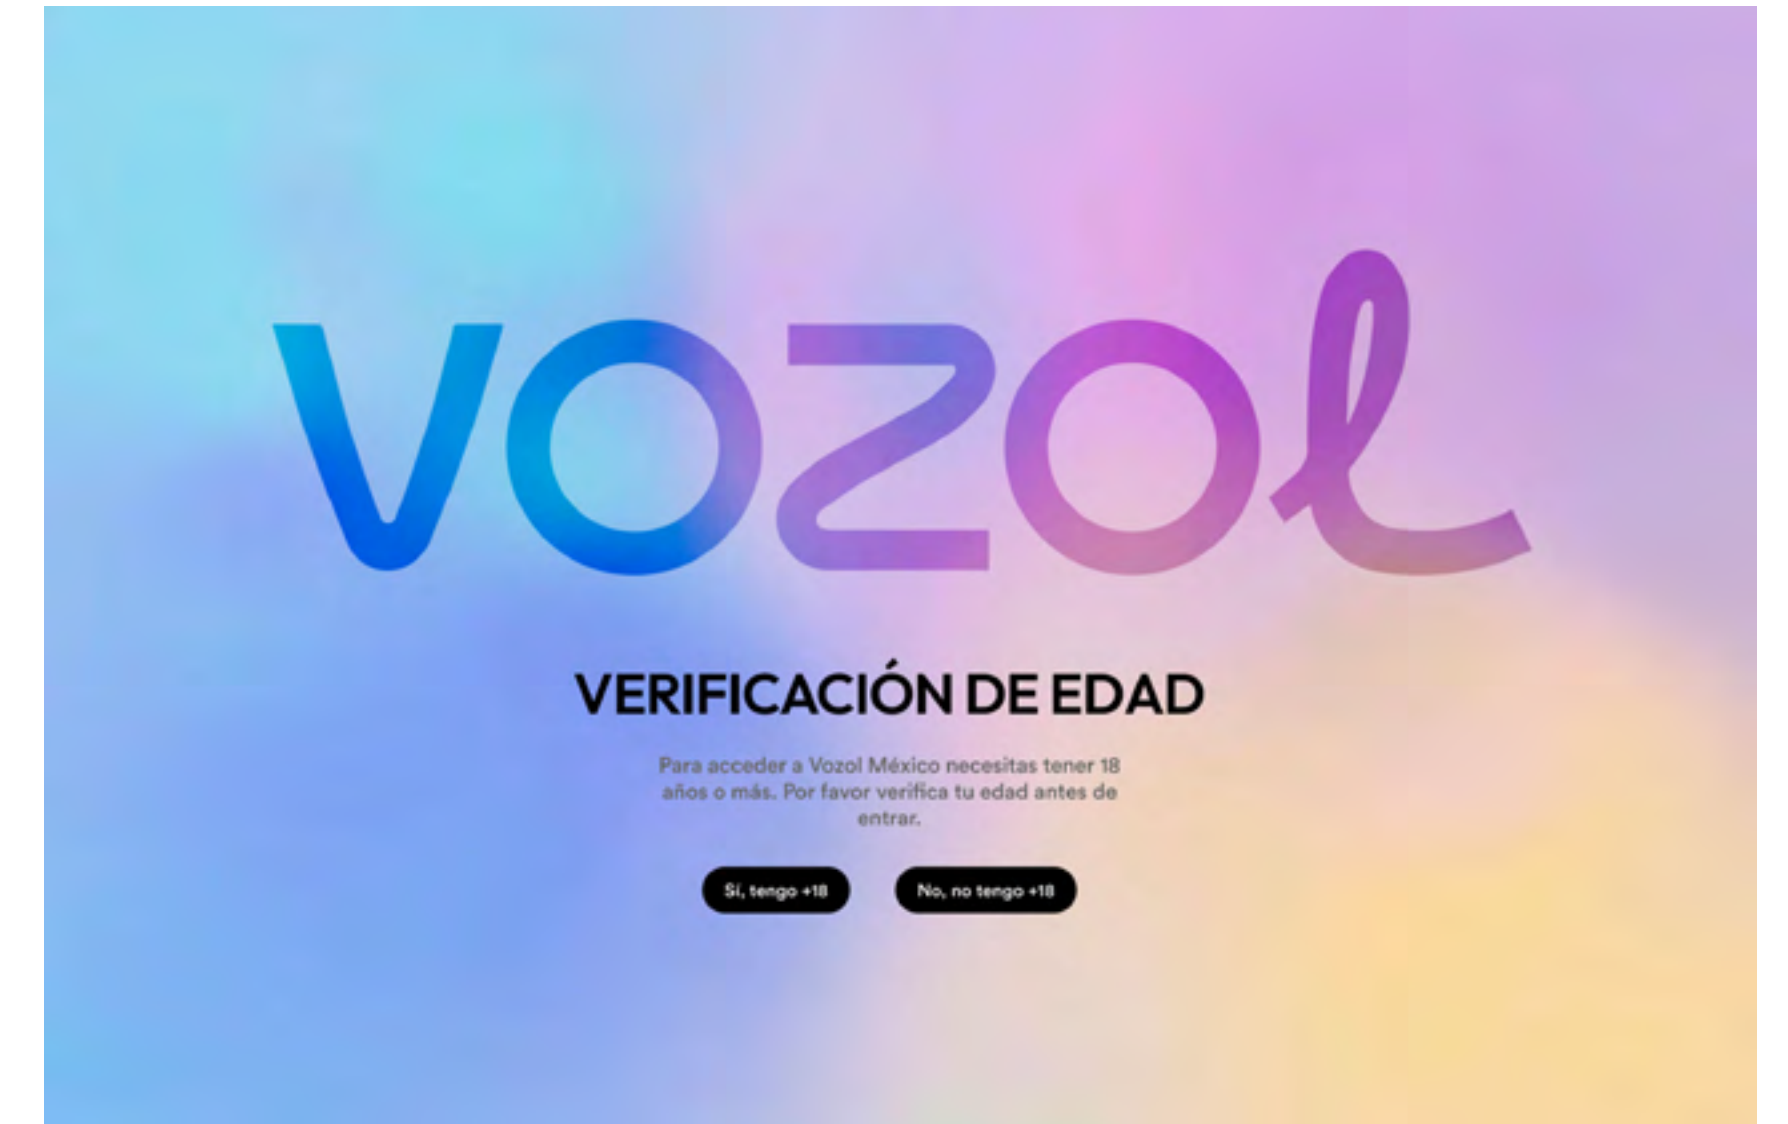 vozol
VERIFICACIÓN DE EDAD
Para acceder a Vozol México necesitas tener 18
años o más. Por favor verifica tu edad antes de
entrar.
Sí, tengo +18
No, no tengo +18